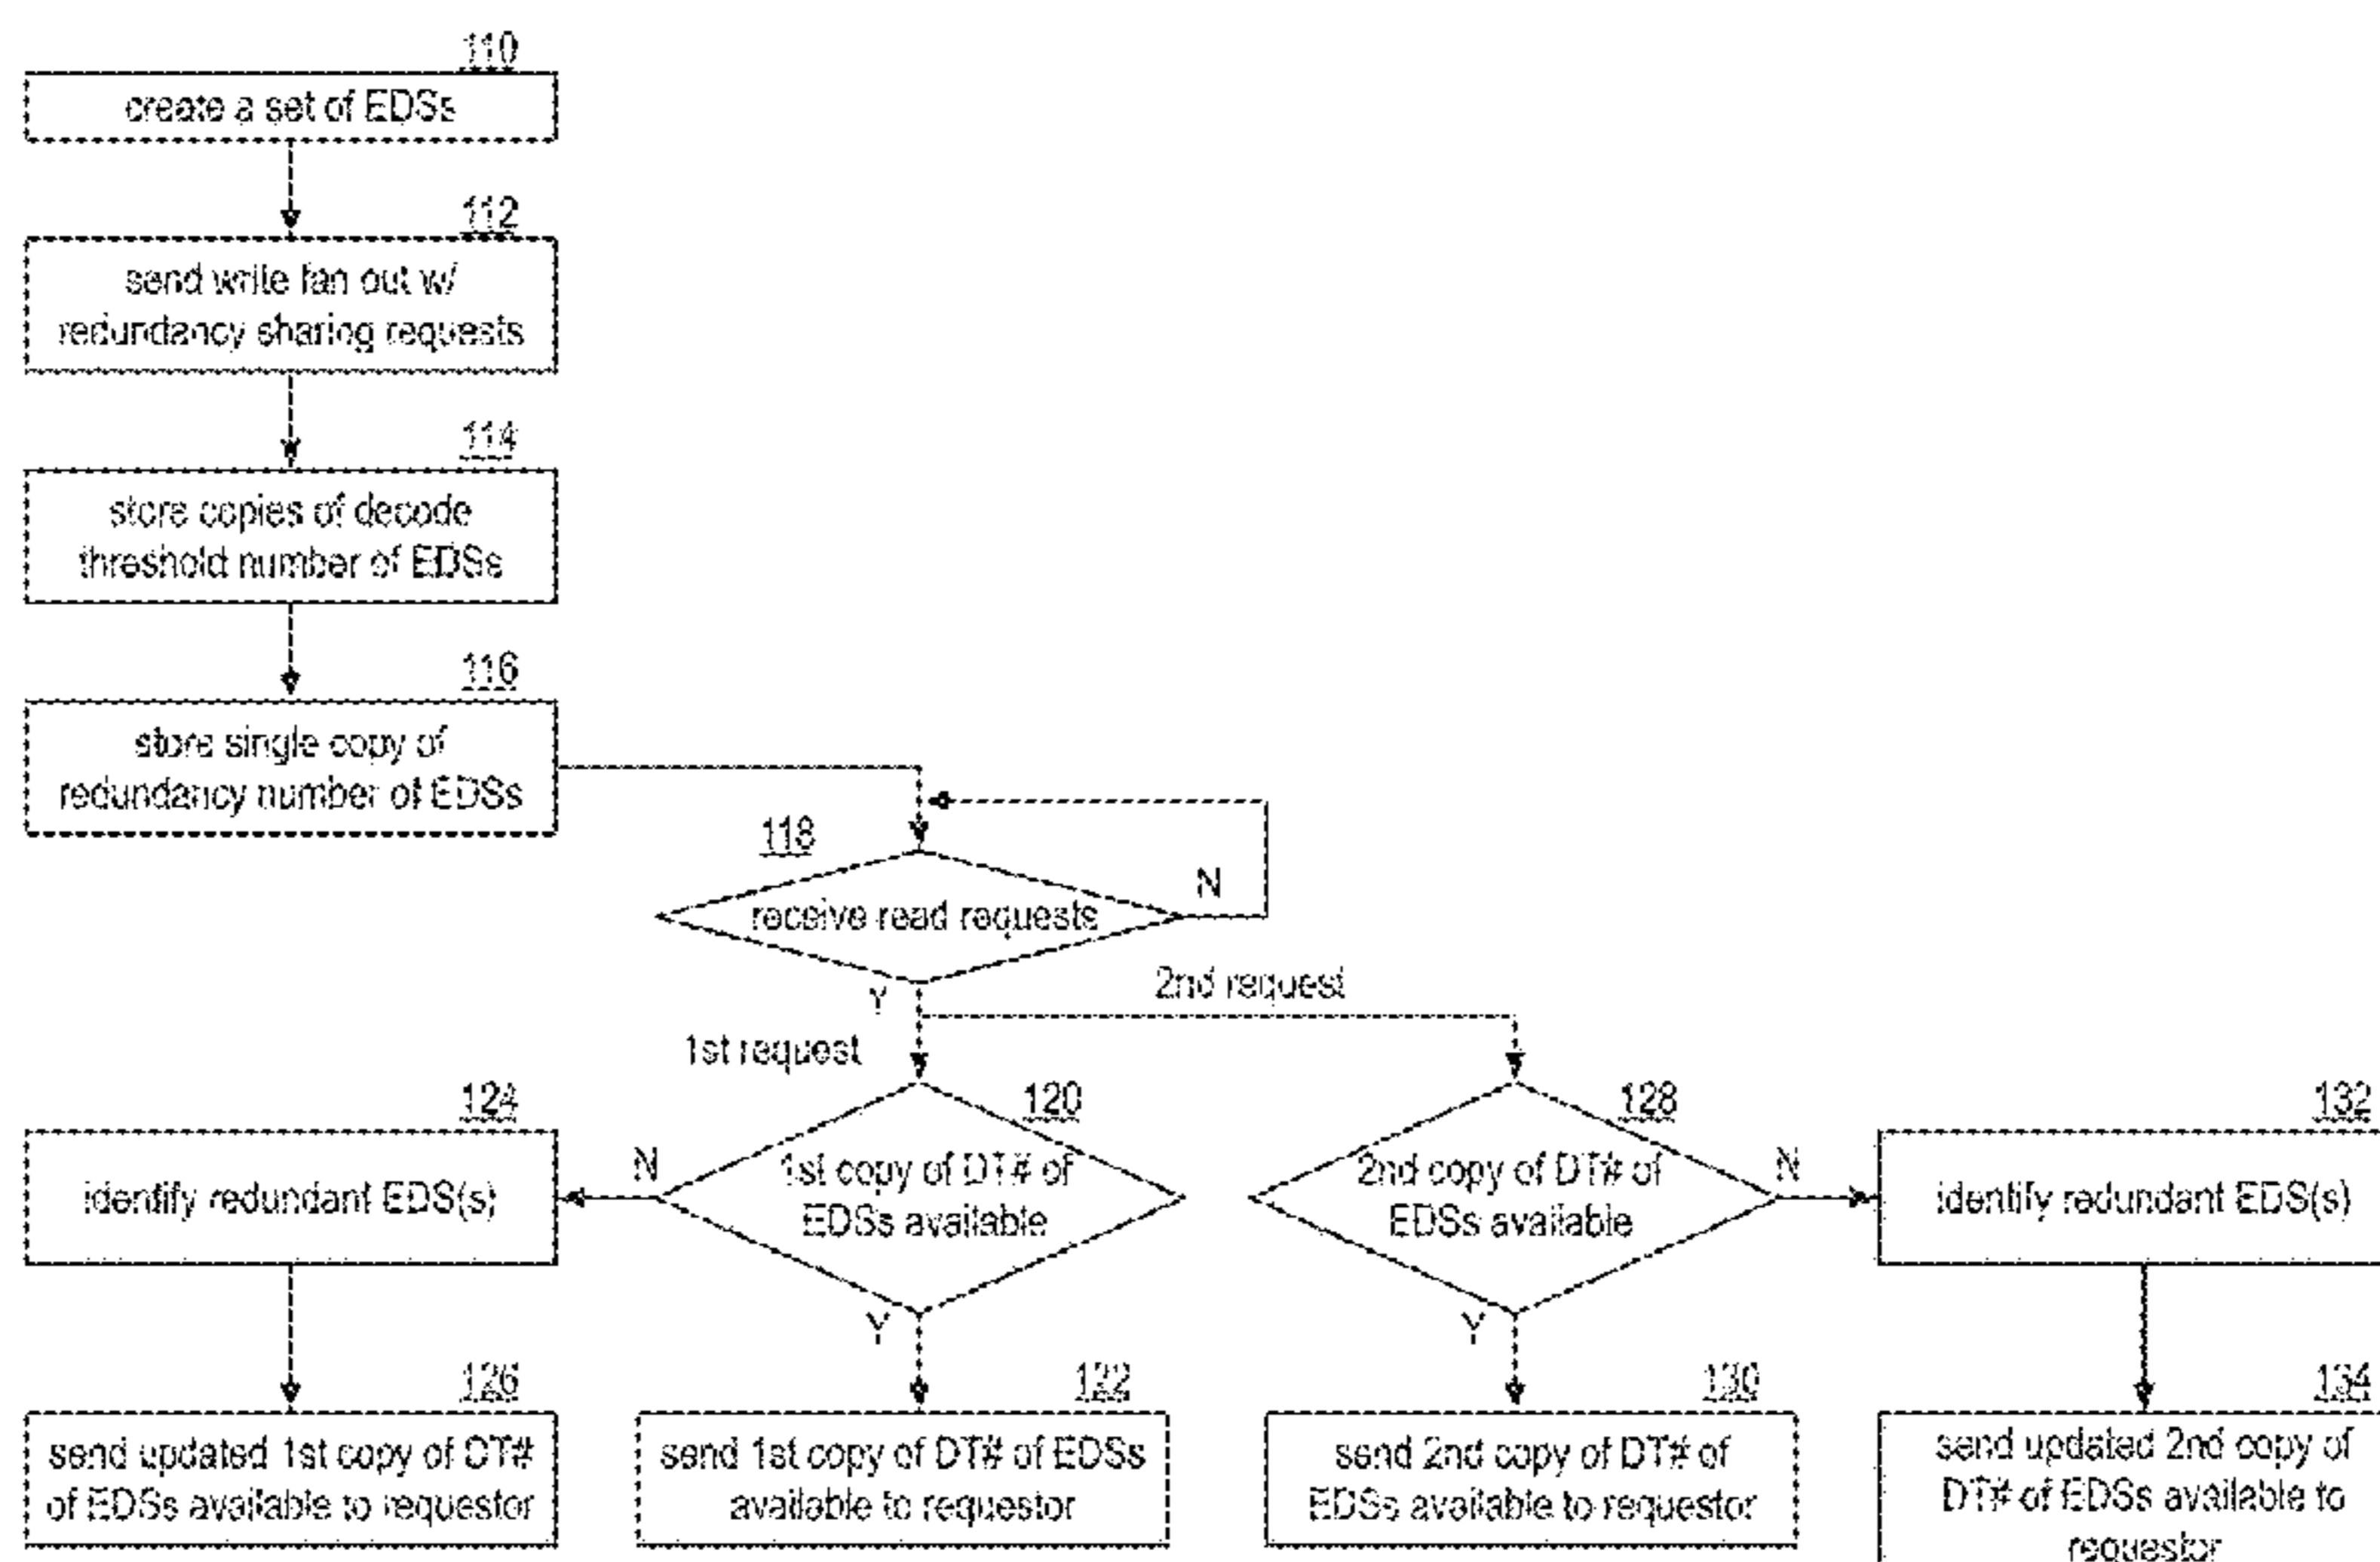 110
create a set of EDSs
112
send write fan out w/
redundancy sharing requests
114
store copies of decode
threshold number of EDSs
116
store single copy of
redundancy number of EDSs
118
receive read requests
N
Y
2nd request
1st request
124
identify redundant EDS(s)
N
120
1st copy of DT# of
EDSs available
Y
128
2nd copy of DT# of
EDSs available
N
Y
132
identify redundant EDS(s)
126
send updated 1st copy of DT#
of EDSs available to requestor
122
send 1st copy of DT# of EDSs
available to requestor
130
send 2nd copy of DT# of
EDSs available to requestor
134
send updated 2nd copy of
DT# of EDSs available to
requestor